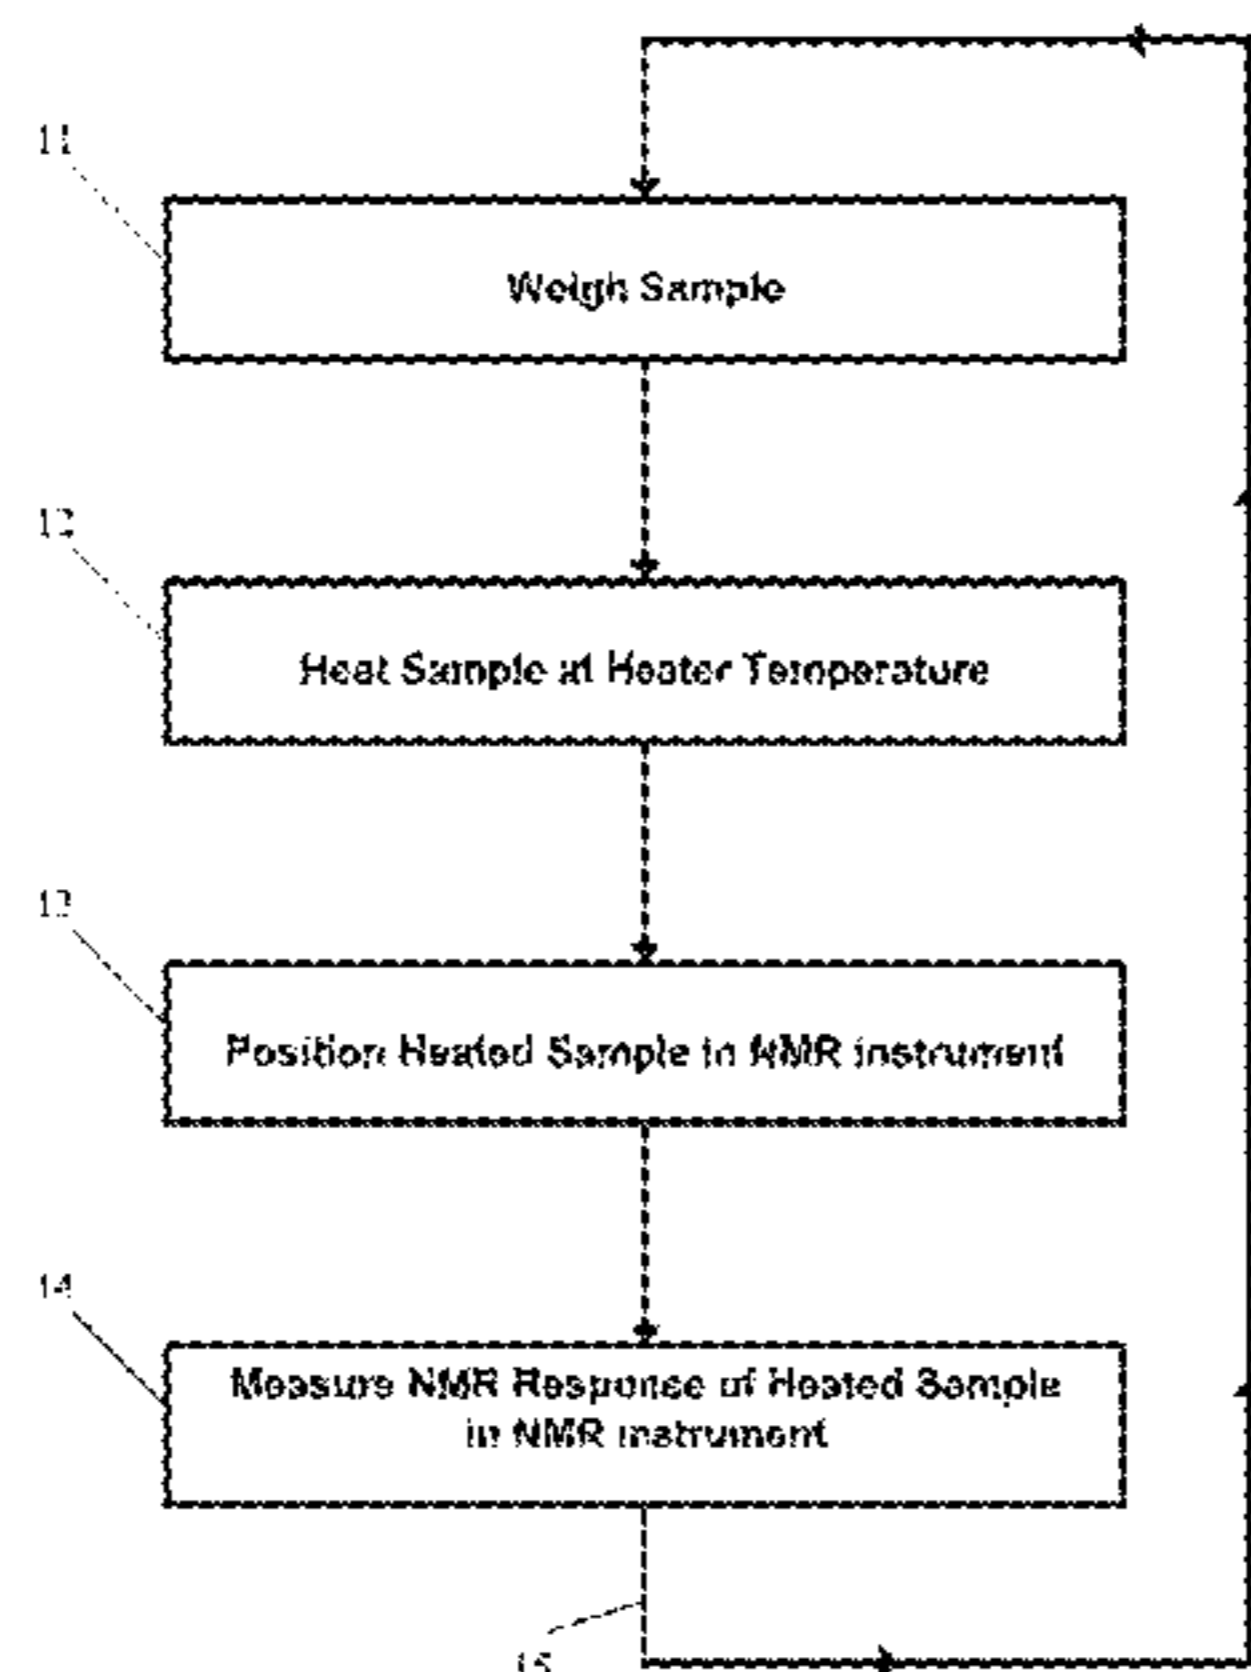 11
Weigh Sample
12
Heat Sample at Heater Temperature
13
Position Heated Sample in NMR instrument
14
Measure NMR Response of Heated Sample
in NMR instrument
15